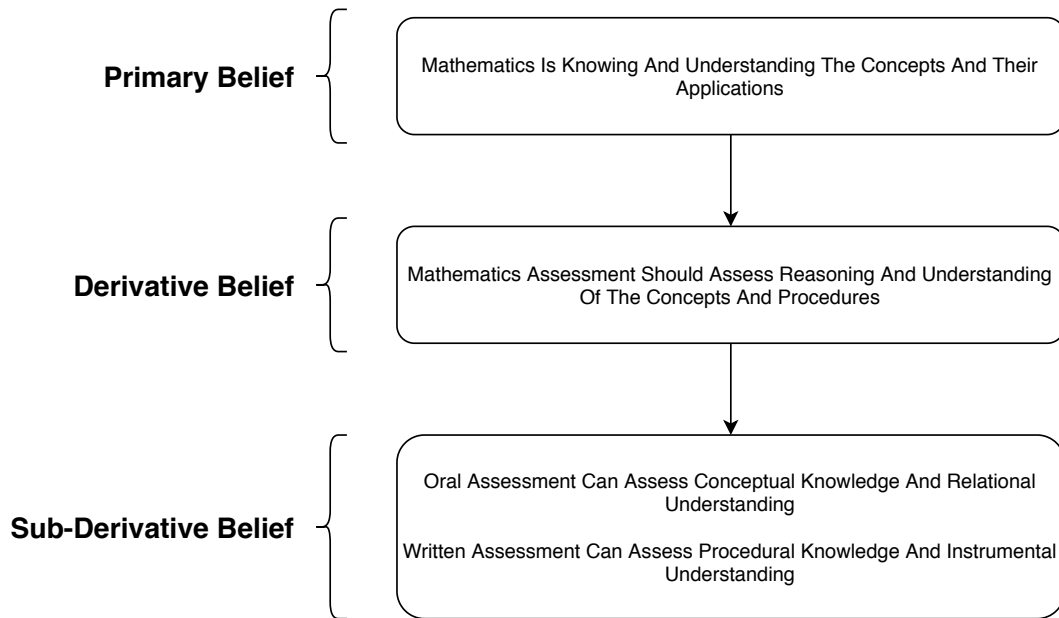 Primary Belief
Mathematics Is Knowing And Understanding The Concepts And Their
Applications
Derivative Belief
Mathematics Assessment Should Assess Reasoning And Understanding
Of The Concepts And Procedures
Sub-Derivative Belief
Oral Assessment Can Assess Conceptual Knowledge And Relational
Understanding
Written Assessment Can Assess Procedural Knowledge And Instrumental
Understanding